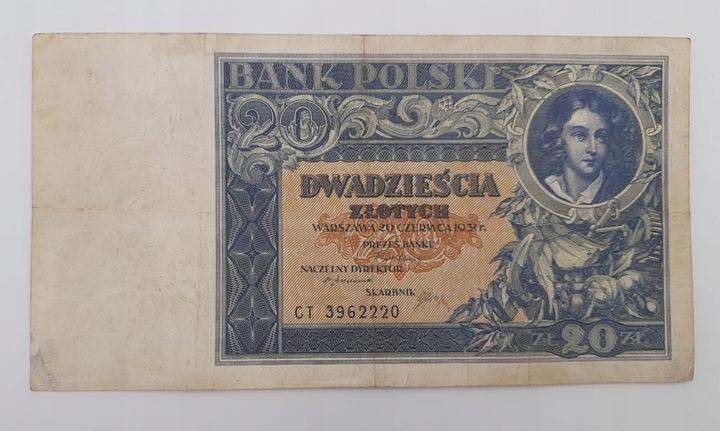 BANK POLSKI
20
DWADZIEŚCIA
ZŁOTYCH
WARSZAWA 20 CZERWCA 1931 r.
PREZES BANKU
NACZELNY DYREKTOR
SKARBNIK
CT 3962220
ZŁ 20 ZŁ